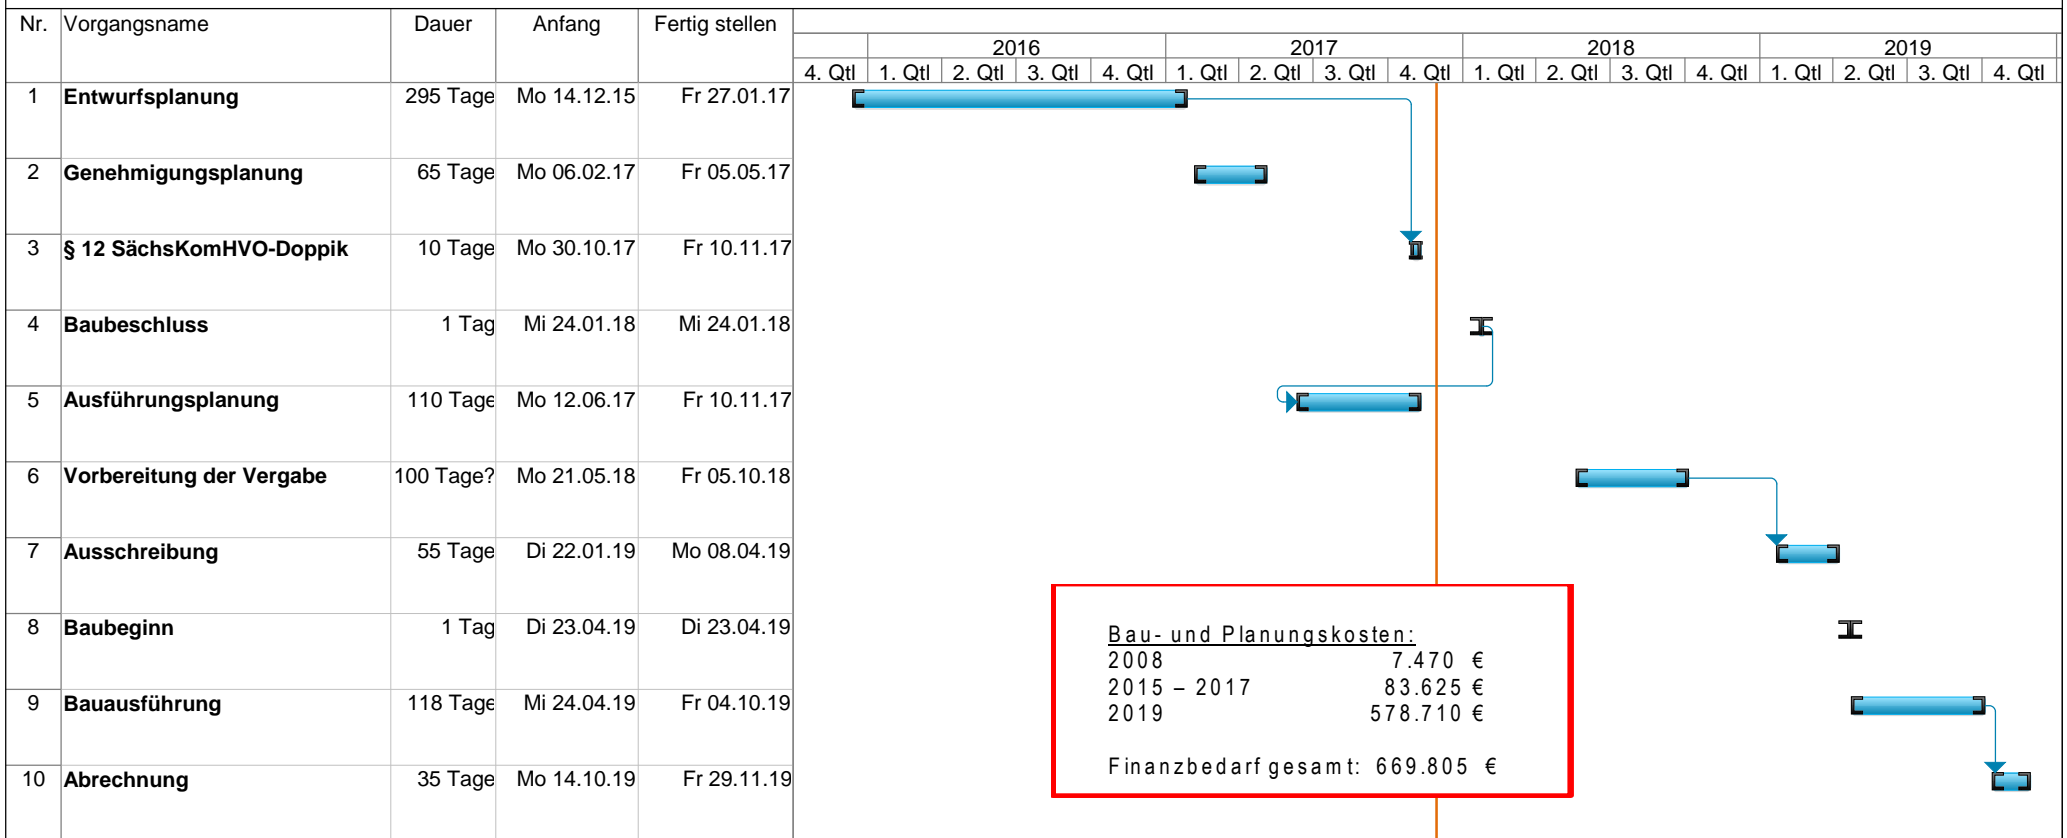 Nr. Vorgangsname Dauer Anfang Fertig stellen
2016 2017 2018 2019
4. Qtl 1. Qtl 2. Qtl 3. Qtl 4. Qtl 1. Qtl 2. Qtl 3. Qtl 4. Qtl 1. Qtl 2. Qtl 3. Qtl 4. Qtl 1. Qtl 2. Qtl 3. Qtl 4. Qtl
1 Entwurfsplanung 295 Tage Mo 14.12.15 Fr 27.01.17
2 Genehmigungsplanung 65 Tage Mo 06.02.17 Fr 05.05.17
3 § 12 SächsKomHVO-Doppik 10 Tage Mo 30.10.17 Fr 10.11.17
4 Baubeschluss 1 Tag Mi 24.01.18 Mi 24.01.18
5 Ausführungsplanung 110 Tage Mo 12.06.17 Fr 10.11.17
6 Vorbereitung der Vergabe 100 Tage? Mo 21.05.18 Fr 05.10.18
7 Ausschreibung 55 Tage Di 22.01.19 Mo 08.04.19
8 Baubeginn 1 Tag Di 23.04.19 Di 23.04.19
9 Bauausführung 118 Tage Mi 24.04.19 Fr 04.10.19
10 Abrechnung 35 Tage Mo 14.10.19 Fr 29.11.19
Bau- und Planungskosten:
2008 7.470 €
2015 – 2017 83.625 €
2019 578.710 €
Finanzbedarf gesamt: 669.805 €